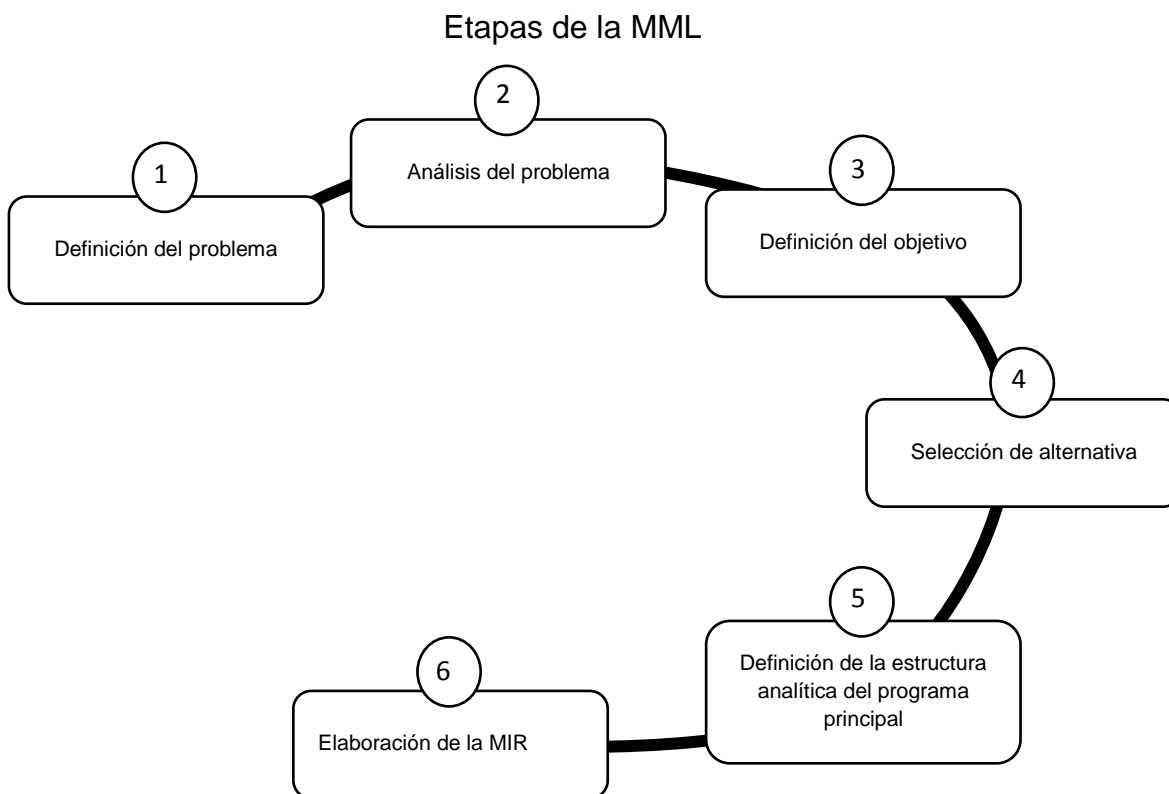 Etapas de la MML
1
Definición del problema
2
Análisis del problema
3
Definición del objetivo
4
Selección de alternativa
5
Definición de la estructura
analítica del programa
principal
6
Elaboración de la MIR